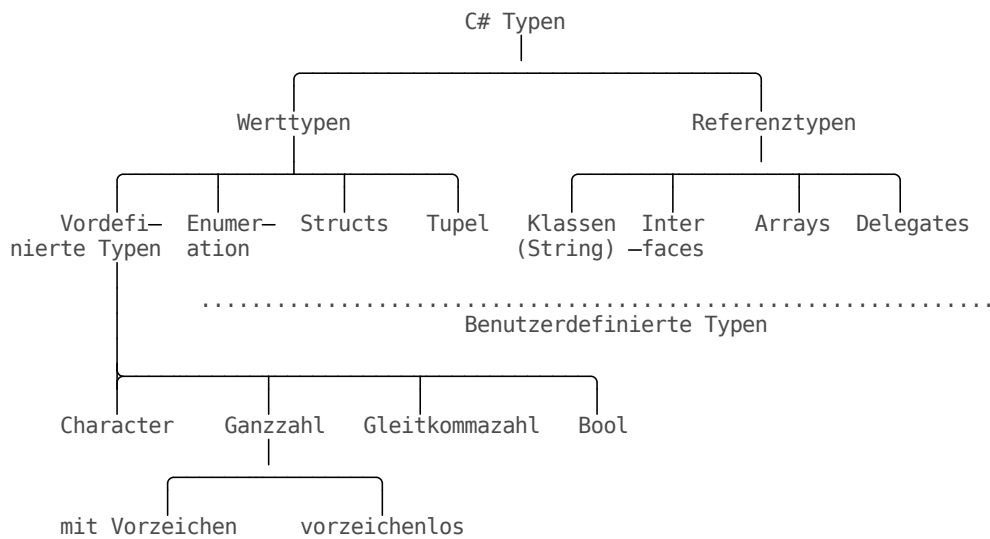 C# Typen
Werttypen Referenztypen
Vordefi– Enumer– Structs Tupel Klassen Inter Arrays Delegates
nierte Typen ation (String) –faces
Benutzerdefinierte Typen
Character Ganzzahl Gleitkommazahl Bool
mit Vorzeichen vorzeichenlos